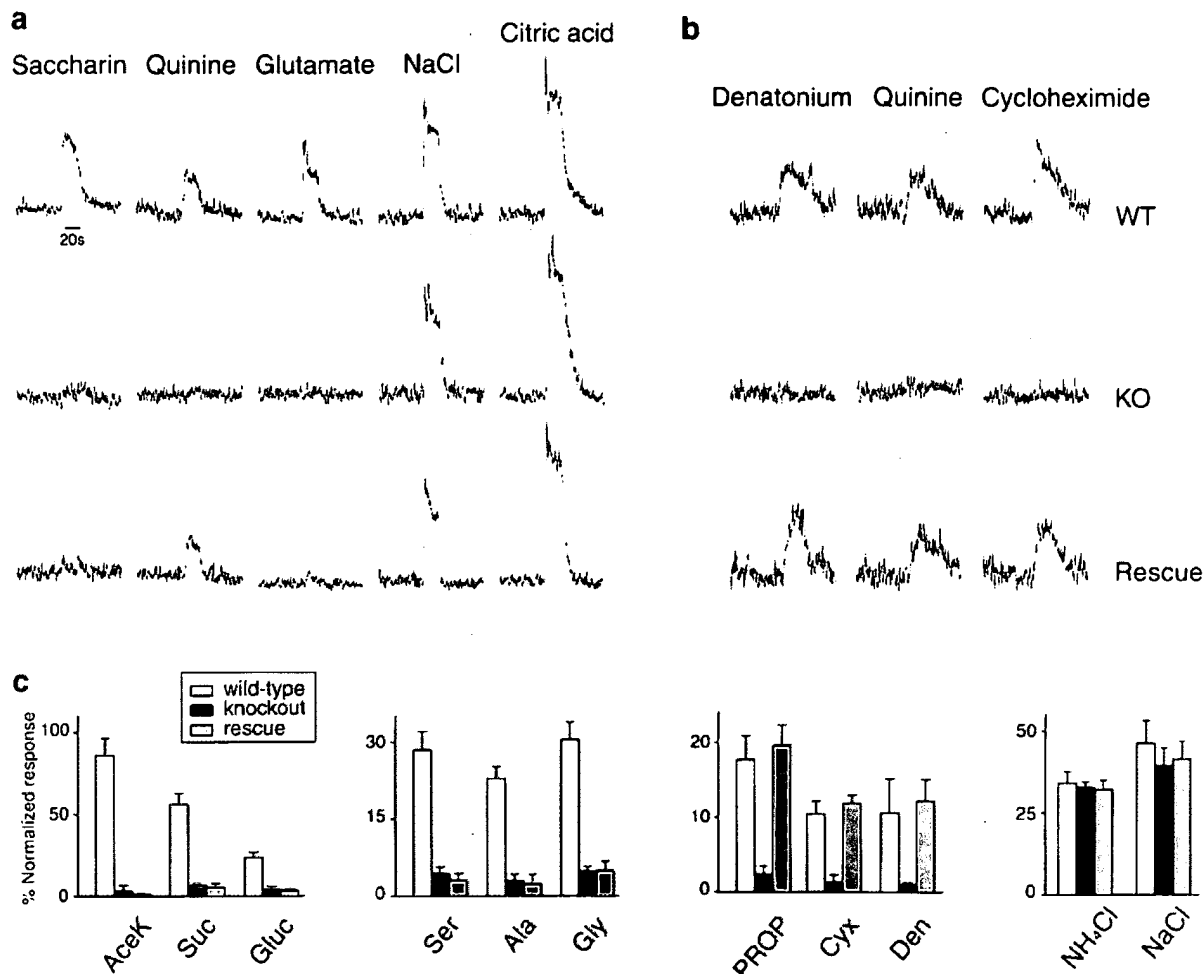 a
Saccharin Quinine Glutamate NaCl Citric acid
20s
b
Denatonium Quinine Cycloheximide
WT
KO
Rescue
c
wild-type
knockout
rescue
% Normalized response
100
50
0
AceK Suc Gluc
30
15
0
Ser Ala Gly
20
10
0
PROP Cyx Den
50
25
0
NH₄Cl NaCl